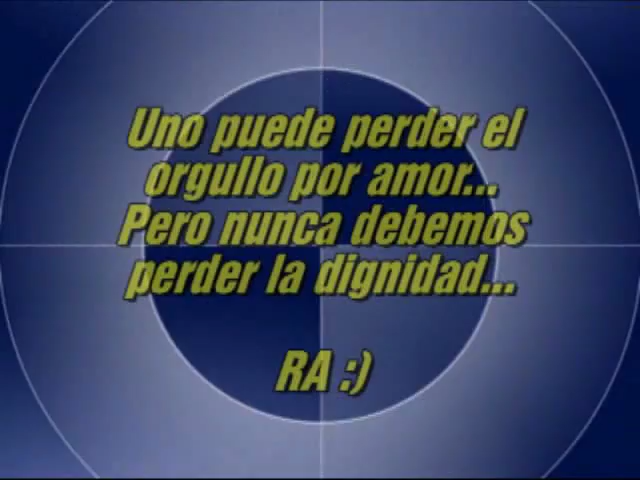 Uno puede perder el
orgullo por amor...
Pero nunca debemos
perder la dignidad...
RA :)